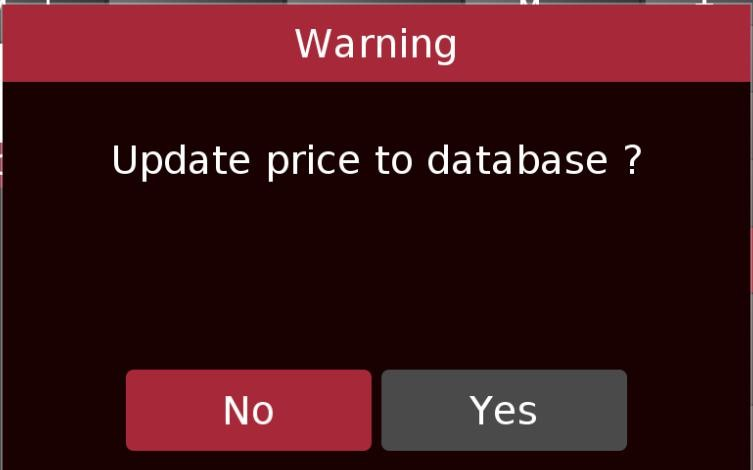 Warning
Update price to database ?
No
Yes